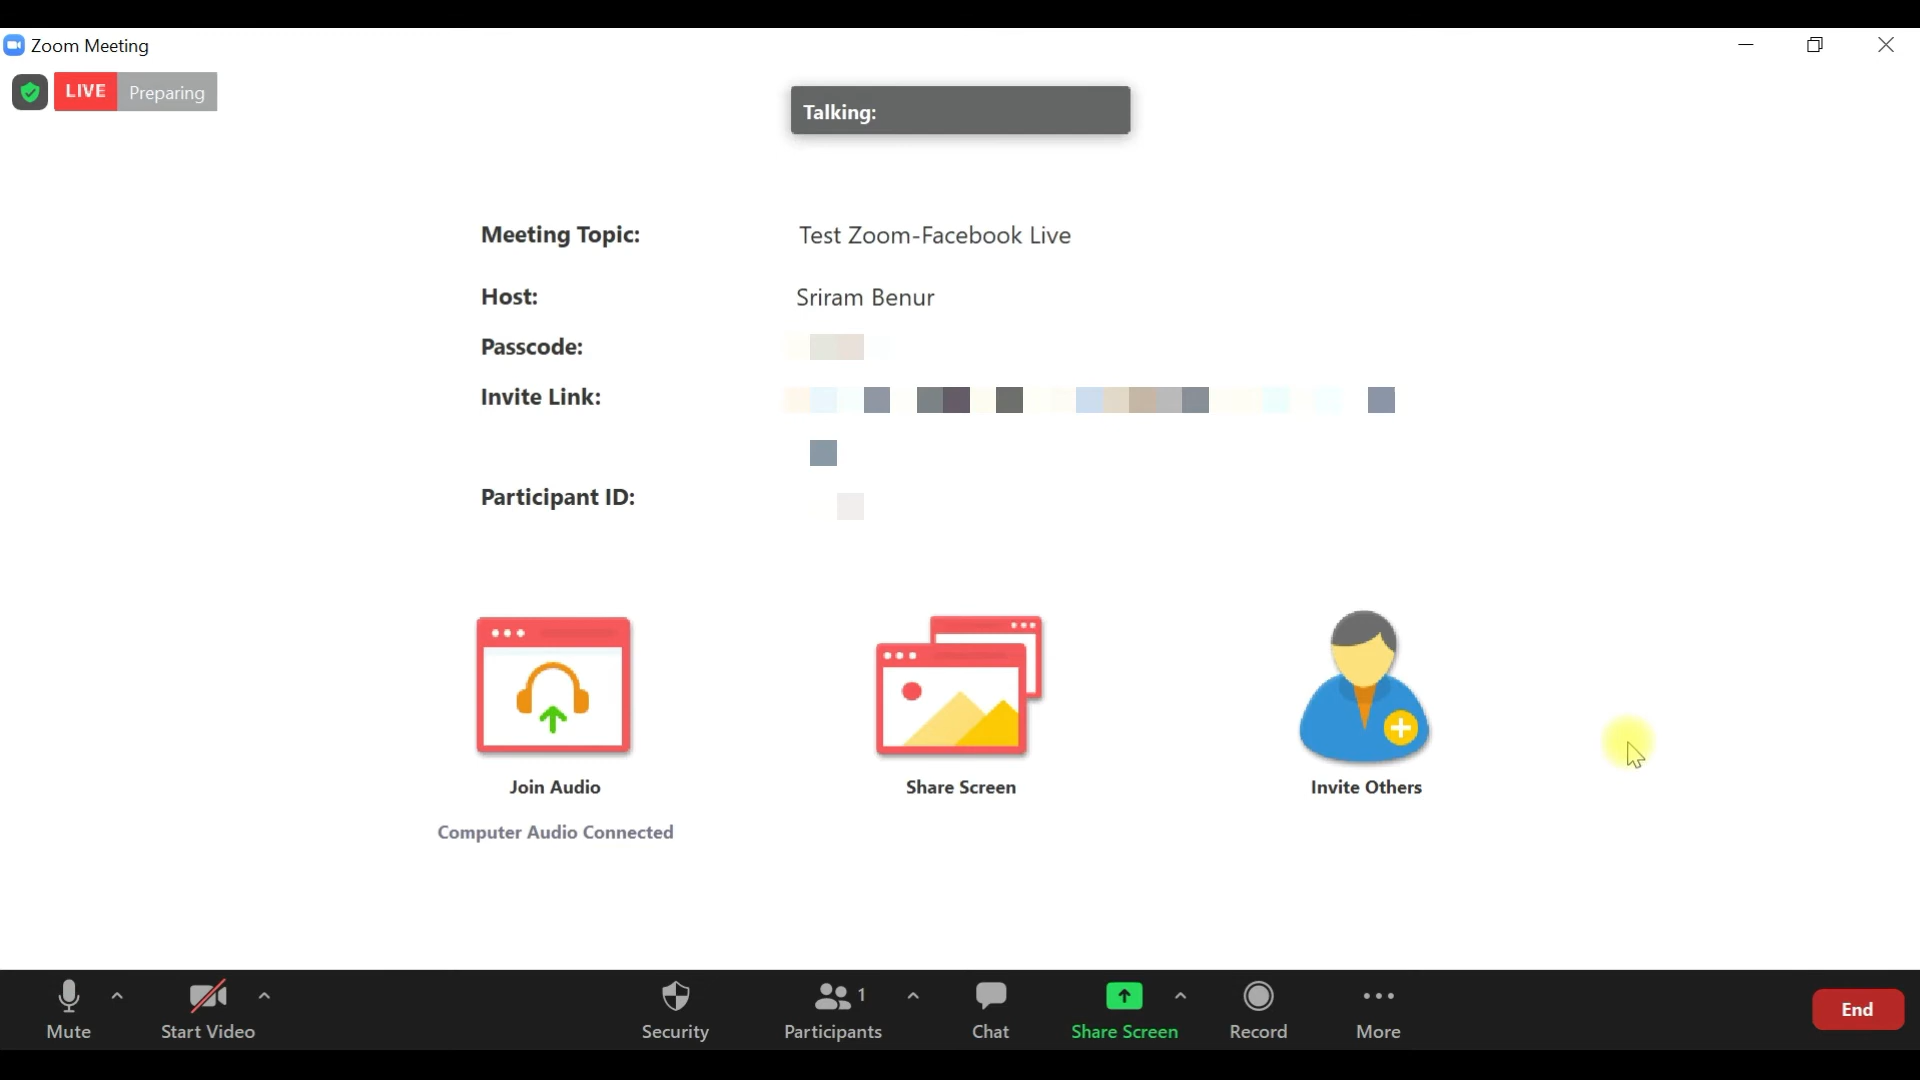 Zoom Meeting
LIVE Preparing
Talking:
Meeting Topic: Test Zoom-Facebook Live
Host: Sriram Benur
Passcode:
Invite Link:
Participant ID:
Join Audio Share Screen Invite Others
Computer Audio Connected
1
Mute Start Video Security Participants Chat Share Screen Record More End